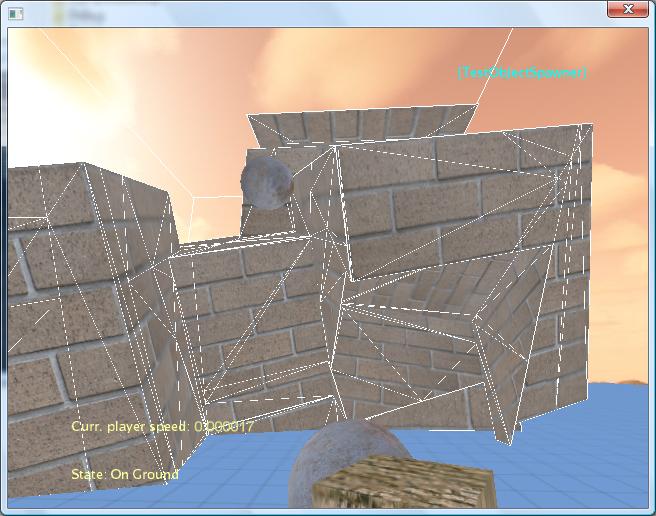 [TestObjectSpawner]
Curr. player speed: 0.000017
State: On Ground